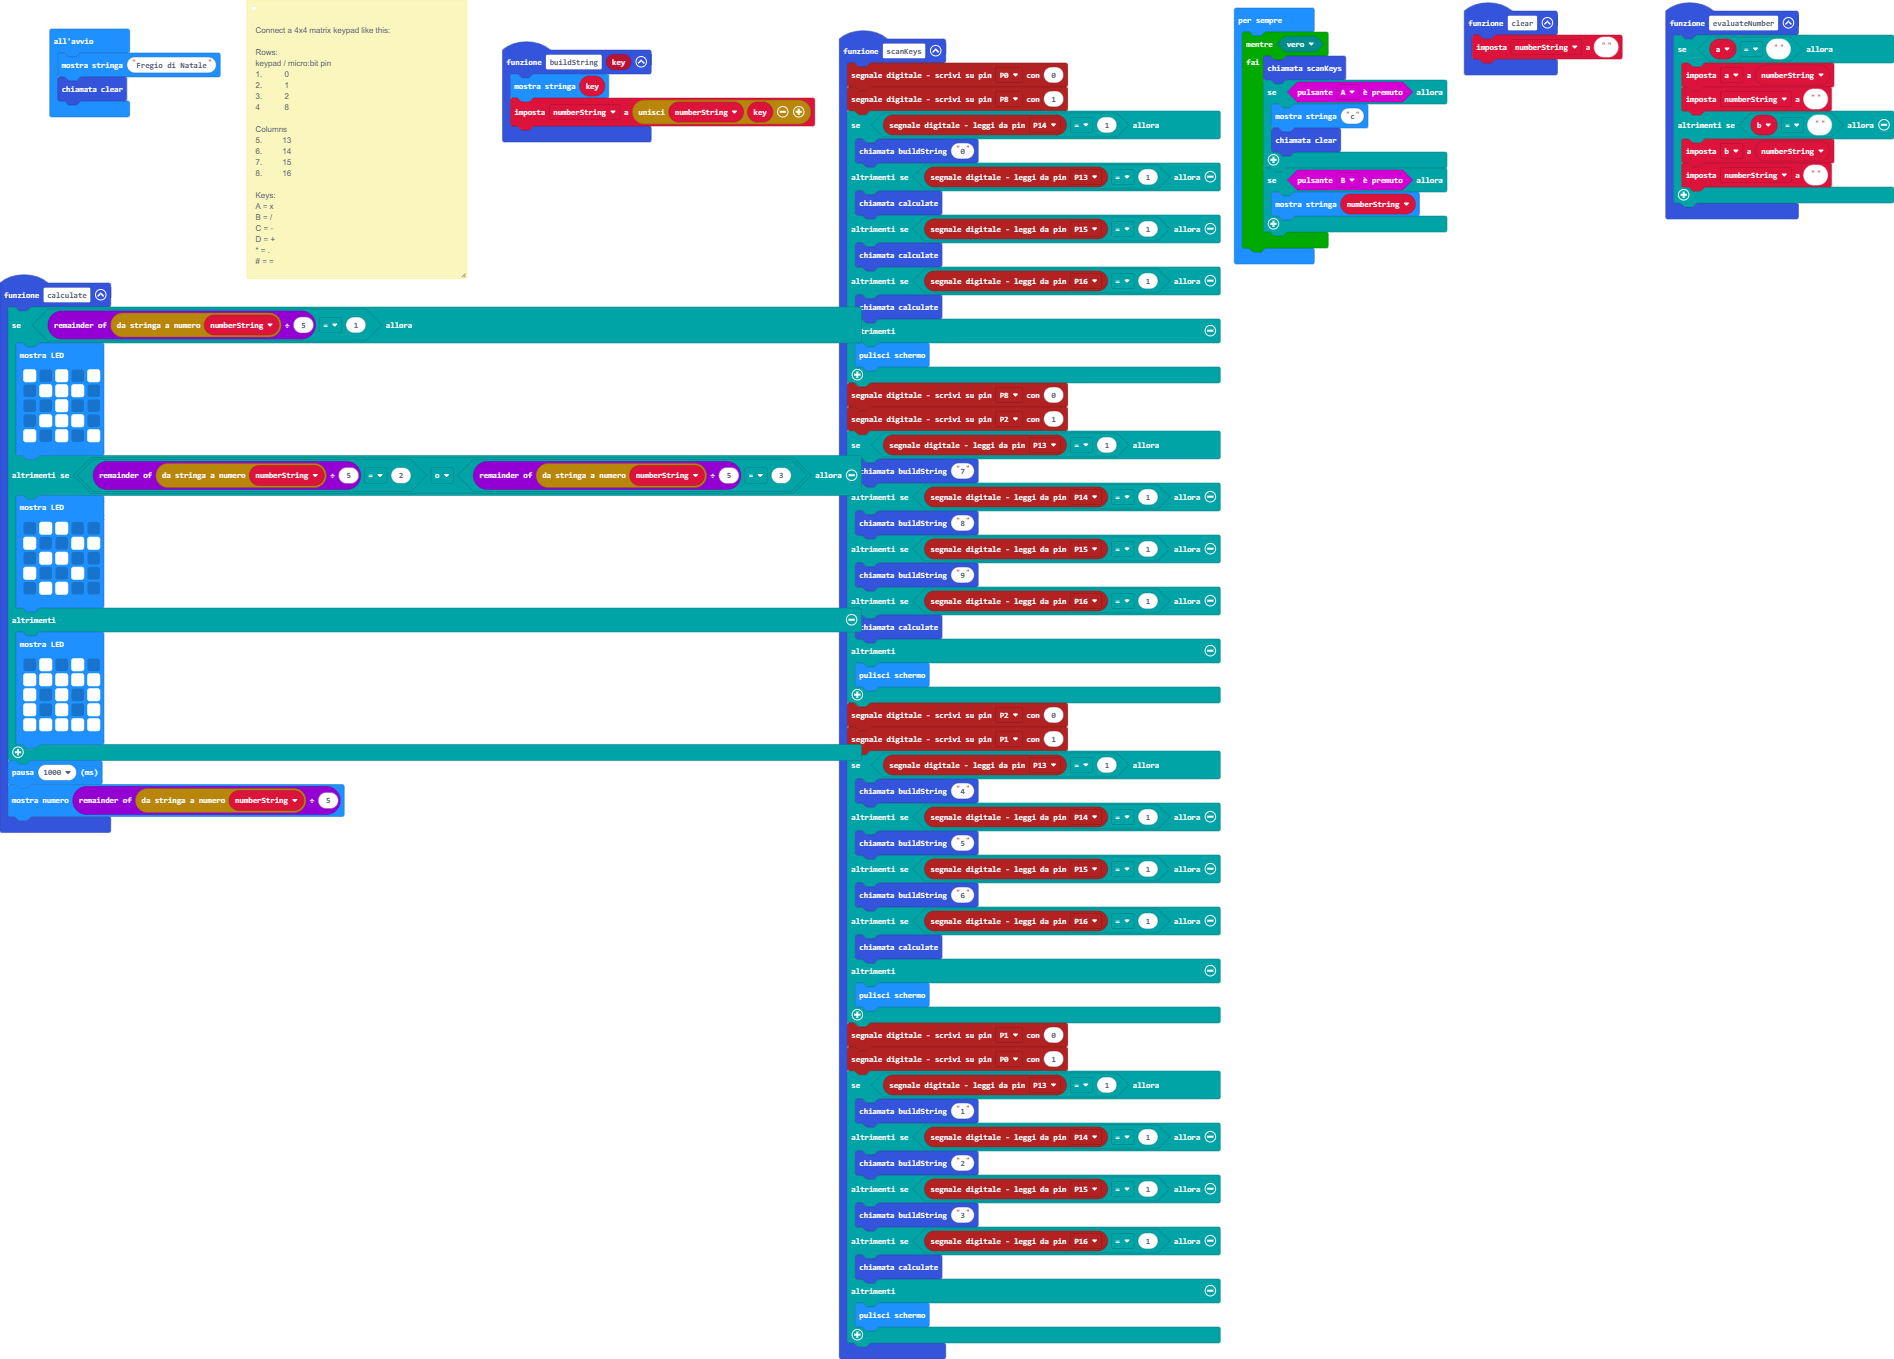 all'avvio
mostra stringa "Fregio di Natale"
chiamata clear
Connect a 4x4 matrix keypad like this:
Rows:
keypad / micro:bit pin
1. 0
2. 1
3. 2
4 8
Columns
5. 13
6. 14
7. 15
8. 16
Keys:
A = x
B = /
C = -
D = +
* = .
# = =
funzione buildString key
mostra stringa key
imposta numberString a unisci numberString key
funzione scanKeys
segnale digitale - scrivi su pin P0 con 0
segnale digitale - scrivi su pin P8 con 1
se segnale digitale - leggi da pin P14 = 1 allora
chiamata buildString "0"
altrimenti se segnale digitale - leggi da pin P13 = 1 allora
chiamata calculate
altrimenti se segnale digitale - leggi da pin P15 = 1 allora
chiamata calculate
altrimenti se segnale digitale - leggi da pin P16 = 1 allora
chiamata calculate
altrimenti
pulisci schermo
segnale digitale - scrivi su pin P8 con 0
segnale digitale - scrivi su pin P2 con 1
se segnale digitale - leggi da pin P13 = 1 allora
chiamata buildString "7"
altrimenti se segnale digitale - leggi da pin P14 = 1 allora
chiamata buildString "8"
altrimenti se segnale digitale - leggi da pin P15 = 1 allora
chiamata buildString "9"
altrimenti se segnale digitale - leggi da pin P16 = 1 allora
chiamata calculate
altrimenti
pulisci schermo
segnale digitale - scrivi su pin P2 con 0
segnale digitale - scrivi su pin P1 con 1
se segnale digitale - leggi da pin P13 = 1 allora
chiamata buildString "4"
altrimenti se segnale digitale - leggi da pin P14 = 1 allora
chiamata buildString "5"
altrimenti se segnale digitale - leggi da pin P15 = 1 allora
chiamata buildString "6"
altrimenti se segnale digitale - leggi da pin P16 = 1 allora
chiamata calculate
altrimenti
pulisci schermo
segnale digitale - scrivi su pin P1 con 0
segnale digitale - scrivi su pin P0 con 1
se segnale digitale - leggi da pin P13 = 1 allora
chiamata buildString "1"
altrimenti se segnale digitale - leggi da pin P14 = 1 allora
chiamata buildString "2"
altrimenti se segnale digitale - leggi da pin P15 = 1 allora
chiamata buildString "3"
altrimenti se segnale digitale - leggi da pin P16 = 1 allora
chiamata calculate
altrimenti
pulisci schermo
per sempre
mentre vero
fai chiamata scanKeys
se pulsante A è premuto allora
mostra stringa "c"
chiamata clear
se pulsante B è premuto allora
mostra stringa numberString
funzione clear
imposta numberString a ""
funzione evaluateNumber
se a = "" allora
imposta a a numberString
imposta numberString a ""
altrimenti se b = "" allora
imposta b a numberString
imposta numberString a ""
funzione calculate
se remainder of da stringa a numero numberString ÷ 5 = 1 allora
mostra LED
altrimenti se remainder of da stringa a numero numberString ÷ 5 = 2 o remainder of da stringa a numero numberString ÷ 5 = 3 allora
mostra LED
altrimenti
mostra LED
pausa 1000 (ms)
mostra numero remainder of da stringa a numero numberString ÷ 5